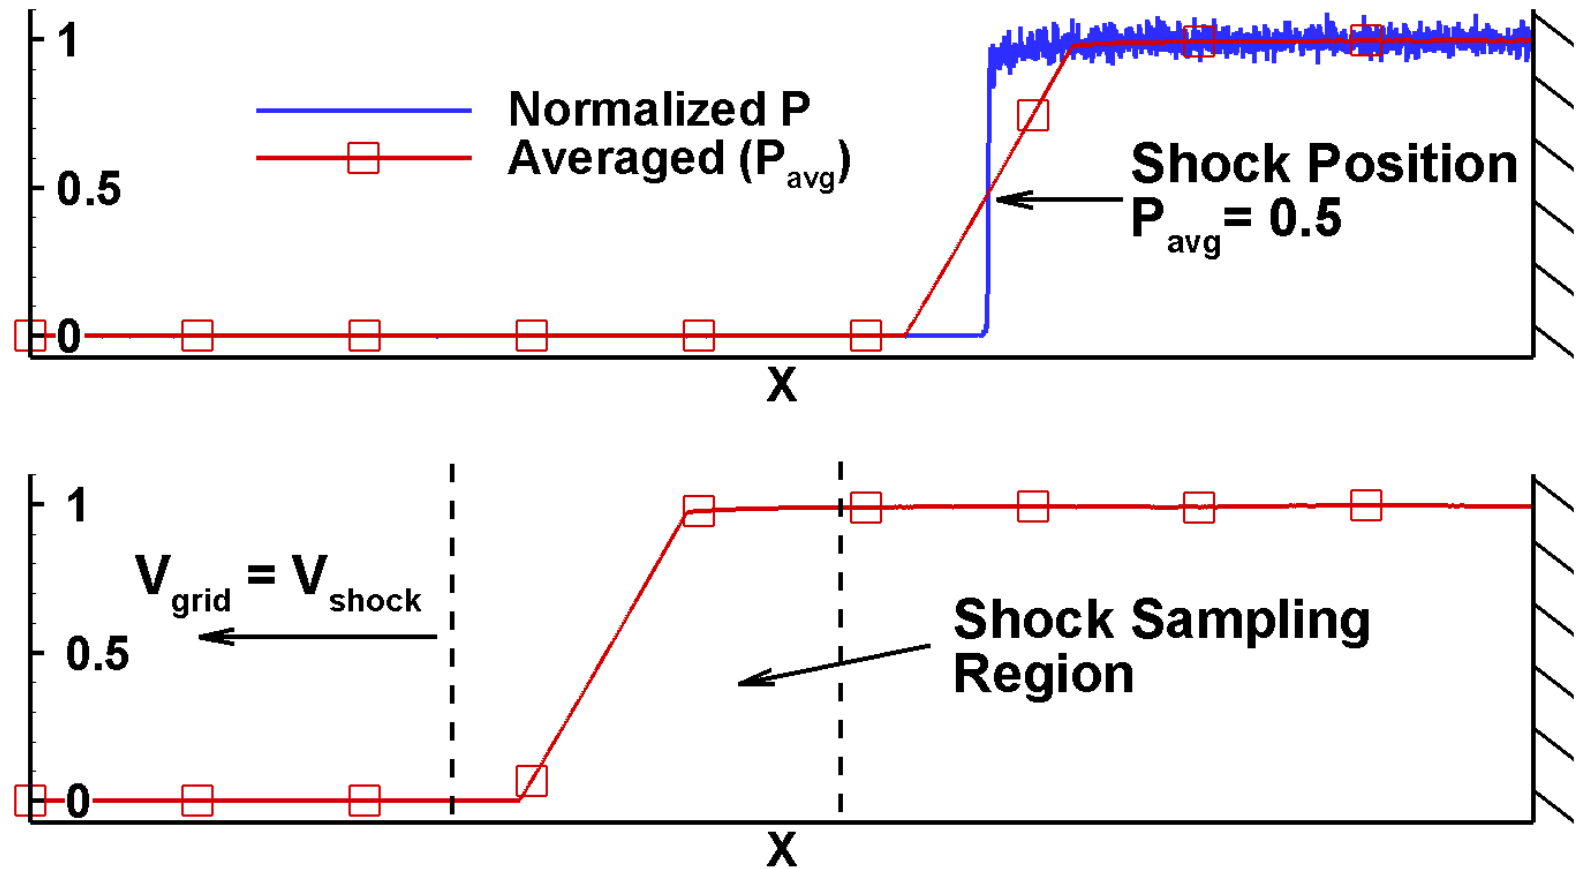 1
Normalized P
Averaged (Pavg)
0.5
Shock Position
Pavg = 0.5
0
X
1
Vgrid = Vshock
0.5
Shock Sampling
Region
0
X